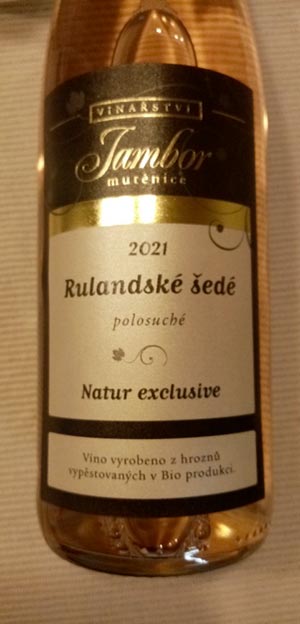 VINAŘSTVÍ
Jambor
mutěnice
2021
Rulandské šedé
polosuché
Natur exclusive
Víno vyrobeno z hroznů
vypěstovaných v Bio produkci.